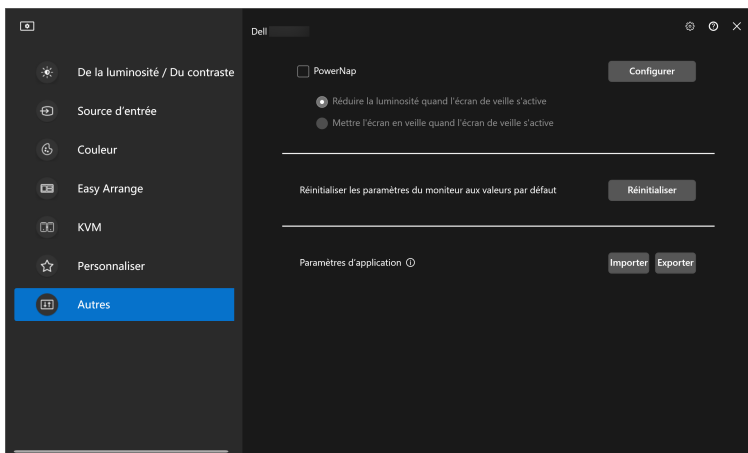 Dell
De la luminosité / Du contraste
Source d'entrée
Couleur
Easy Arrange
KVM
Personnaliser
Autres
PowerNap
Configurer
Réduire la luminosité quand l'écran de veille s'active
Mettre l'écran en veille quand l'écran de veille s'active
Réinitialiser les paramètres du moniteur aux valeurs par défaut
Réinitialiser
Paramètres d'application
Importer
Exporter